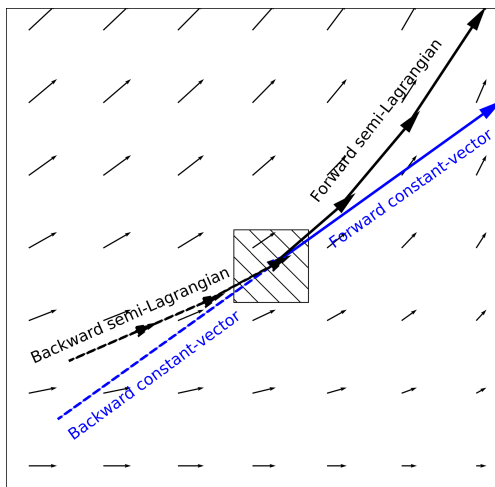 Forward semi-Lagrangian
Forward constant-vector
Backward semi-Lagrangian
Backward constant-vector